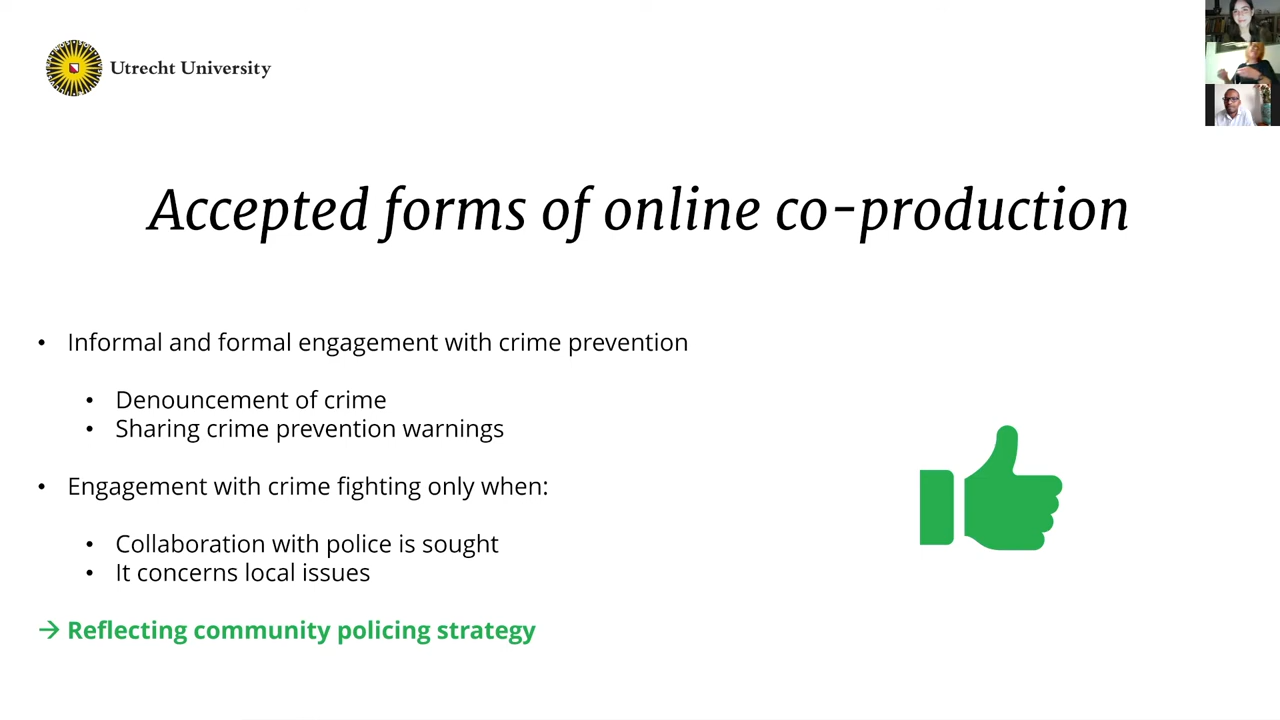 Utrecht University
Accepted forms of online co-production
• Informal and formal engagement with crime prevention
• Denouncement of crime
• Sharing crime prevention warnings
• Engagement with crime fighting only when:
• Collaboration with police is sought
• It concerns local issues
→ Reflecting community policing strategy